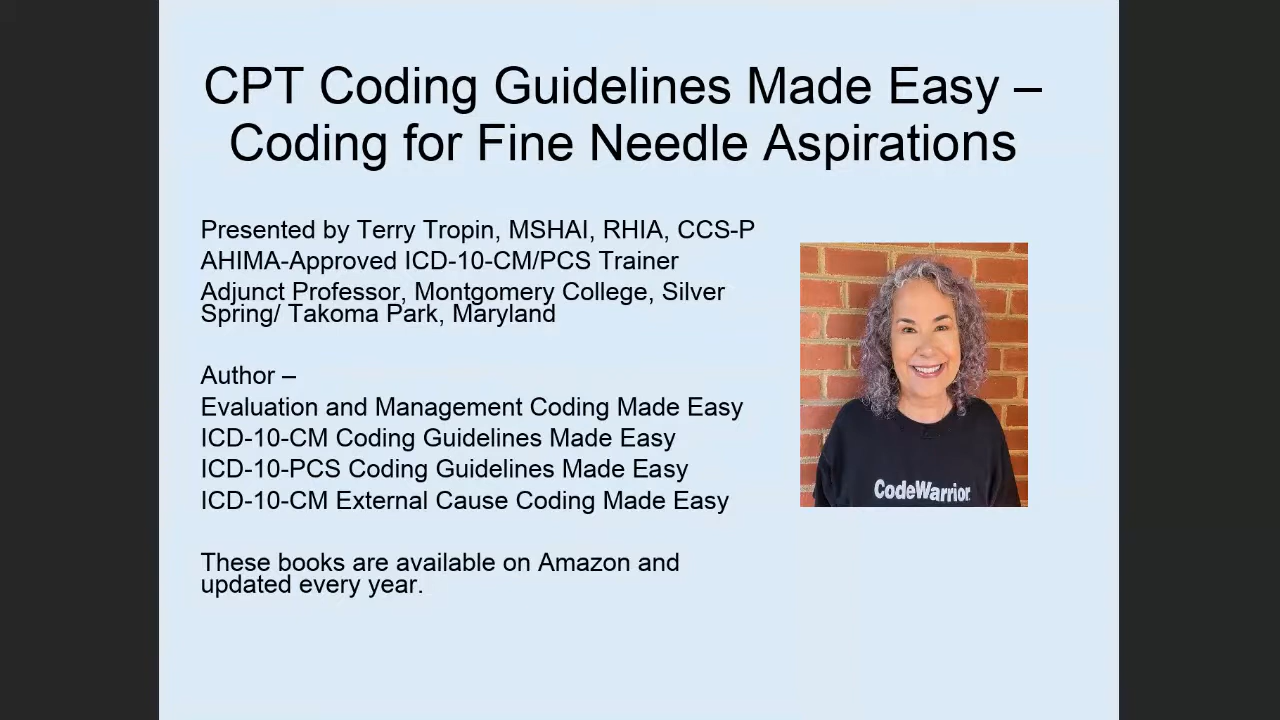 CPT Coding Guidelines Made Easy –
Coding for Fine Needle Aspirations
Presented by Terry Tropin, MSHAI, RHIA, CCS-P
AHIMA-Approved ICD-10-CM/PCS Trainer
Adjunct Professor, Montgomery College, Silver
Spring/ Takoma Park, Maryland
Author –
Evaluation and Management Coding Made Easy
ICD-10-CM Coding Guidelines Made Easy
ICD-10-PCS Coding Guidelines Made Easy
ICD-10-CM External Cause Coding Made Easy
These books are available on Amazon and
updated every year.
CodeWarrior